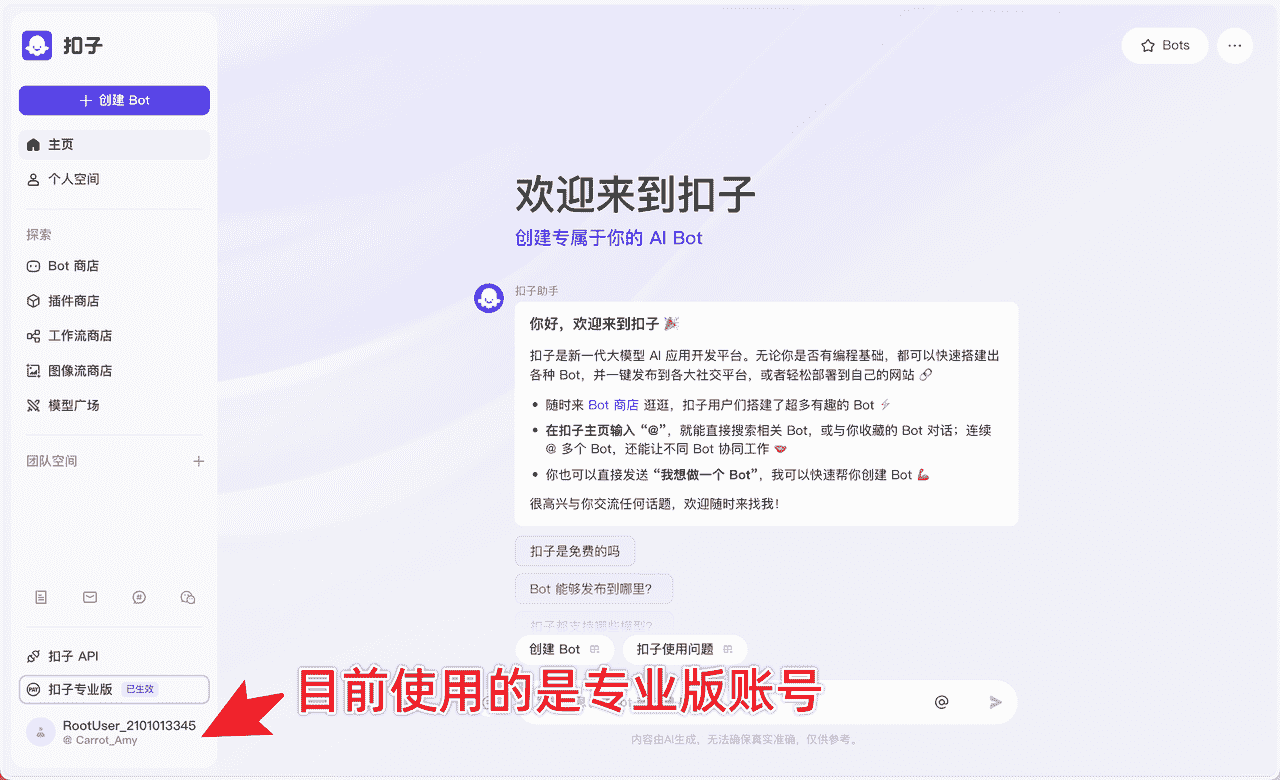 扣子
创建 Bot
主页
个人空间
探索
Bot 商店
插件商店
工作流商店
图像流商店
模型广场
团队空间
扣子 API
扣子专业版 已生效
RootUser_2101013345
@ Carrot_Amy
Bots
欢迎来到扣子
创建专属于你的 AI Bot
扣子助手
你好，欢迎来到扣子 🎉
扣子是新一代大模型 AI 应用开发平台。无论你是否有编程基础，都可以快速搭建出
各种 Bot，并一键发布到各大社交平台，或者轻松部署到自己的网站 🔗
• 随时来 Bot 商店 逛逛，扣子用户们搭建了超多有趣的 Bot ⚡
• 在扣子主页输入“@”，就能直接搜索相关 Bot，或与你收藏的 Bot 对话；连续
@ 多个 Bot，还能让不同 Bot 协同工作 🤝
• 你也可以直接发送“我想做一个 Bot”，我可以快速帮你创建 Bot 🦾
很高兴与你交流任何话题，欢迎随时来找我！
扣子是免费的吗
Bot 能够发布到哪里？
扣子都支持哪些模型？
创建 Bot
扣子使用问题
目前使用的是专业版账号
@
内容由AI生成，无法确保真实准确，仅供参考。